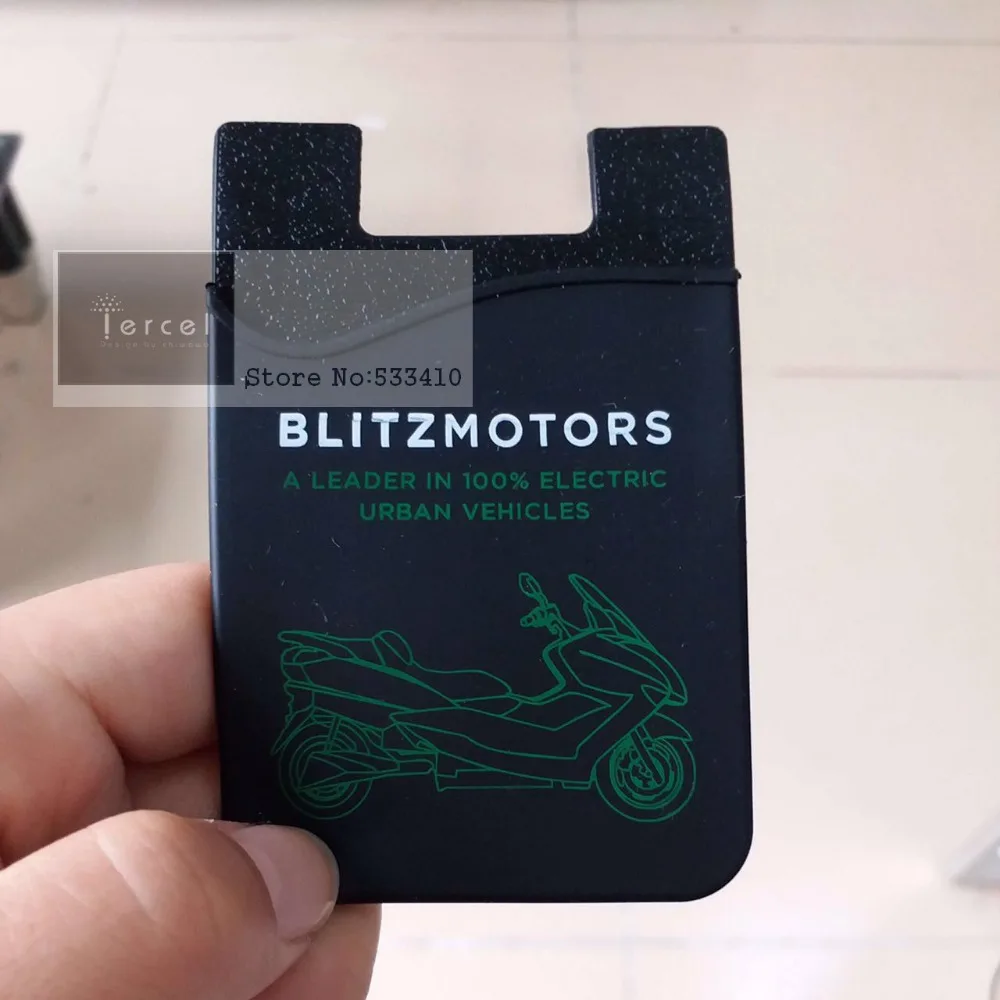 Tercel
Store No:533410
BLITZMOTORS
A LEADER IN 100% ELECTRIC
URBAN VEHICLES